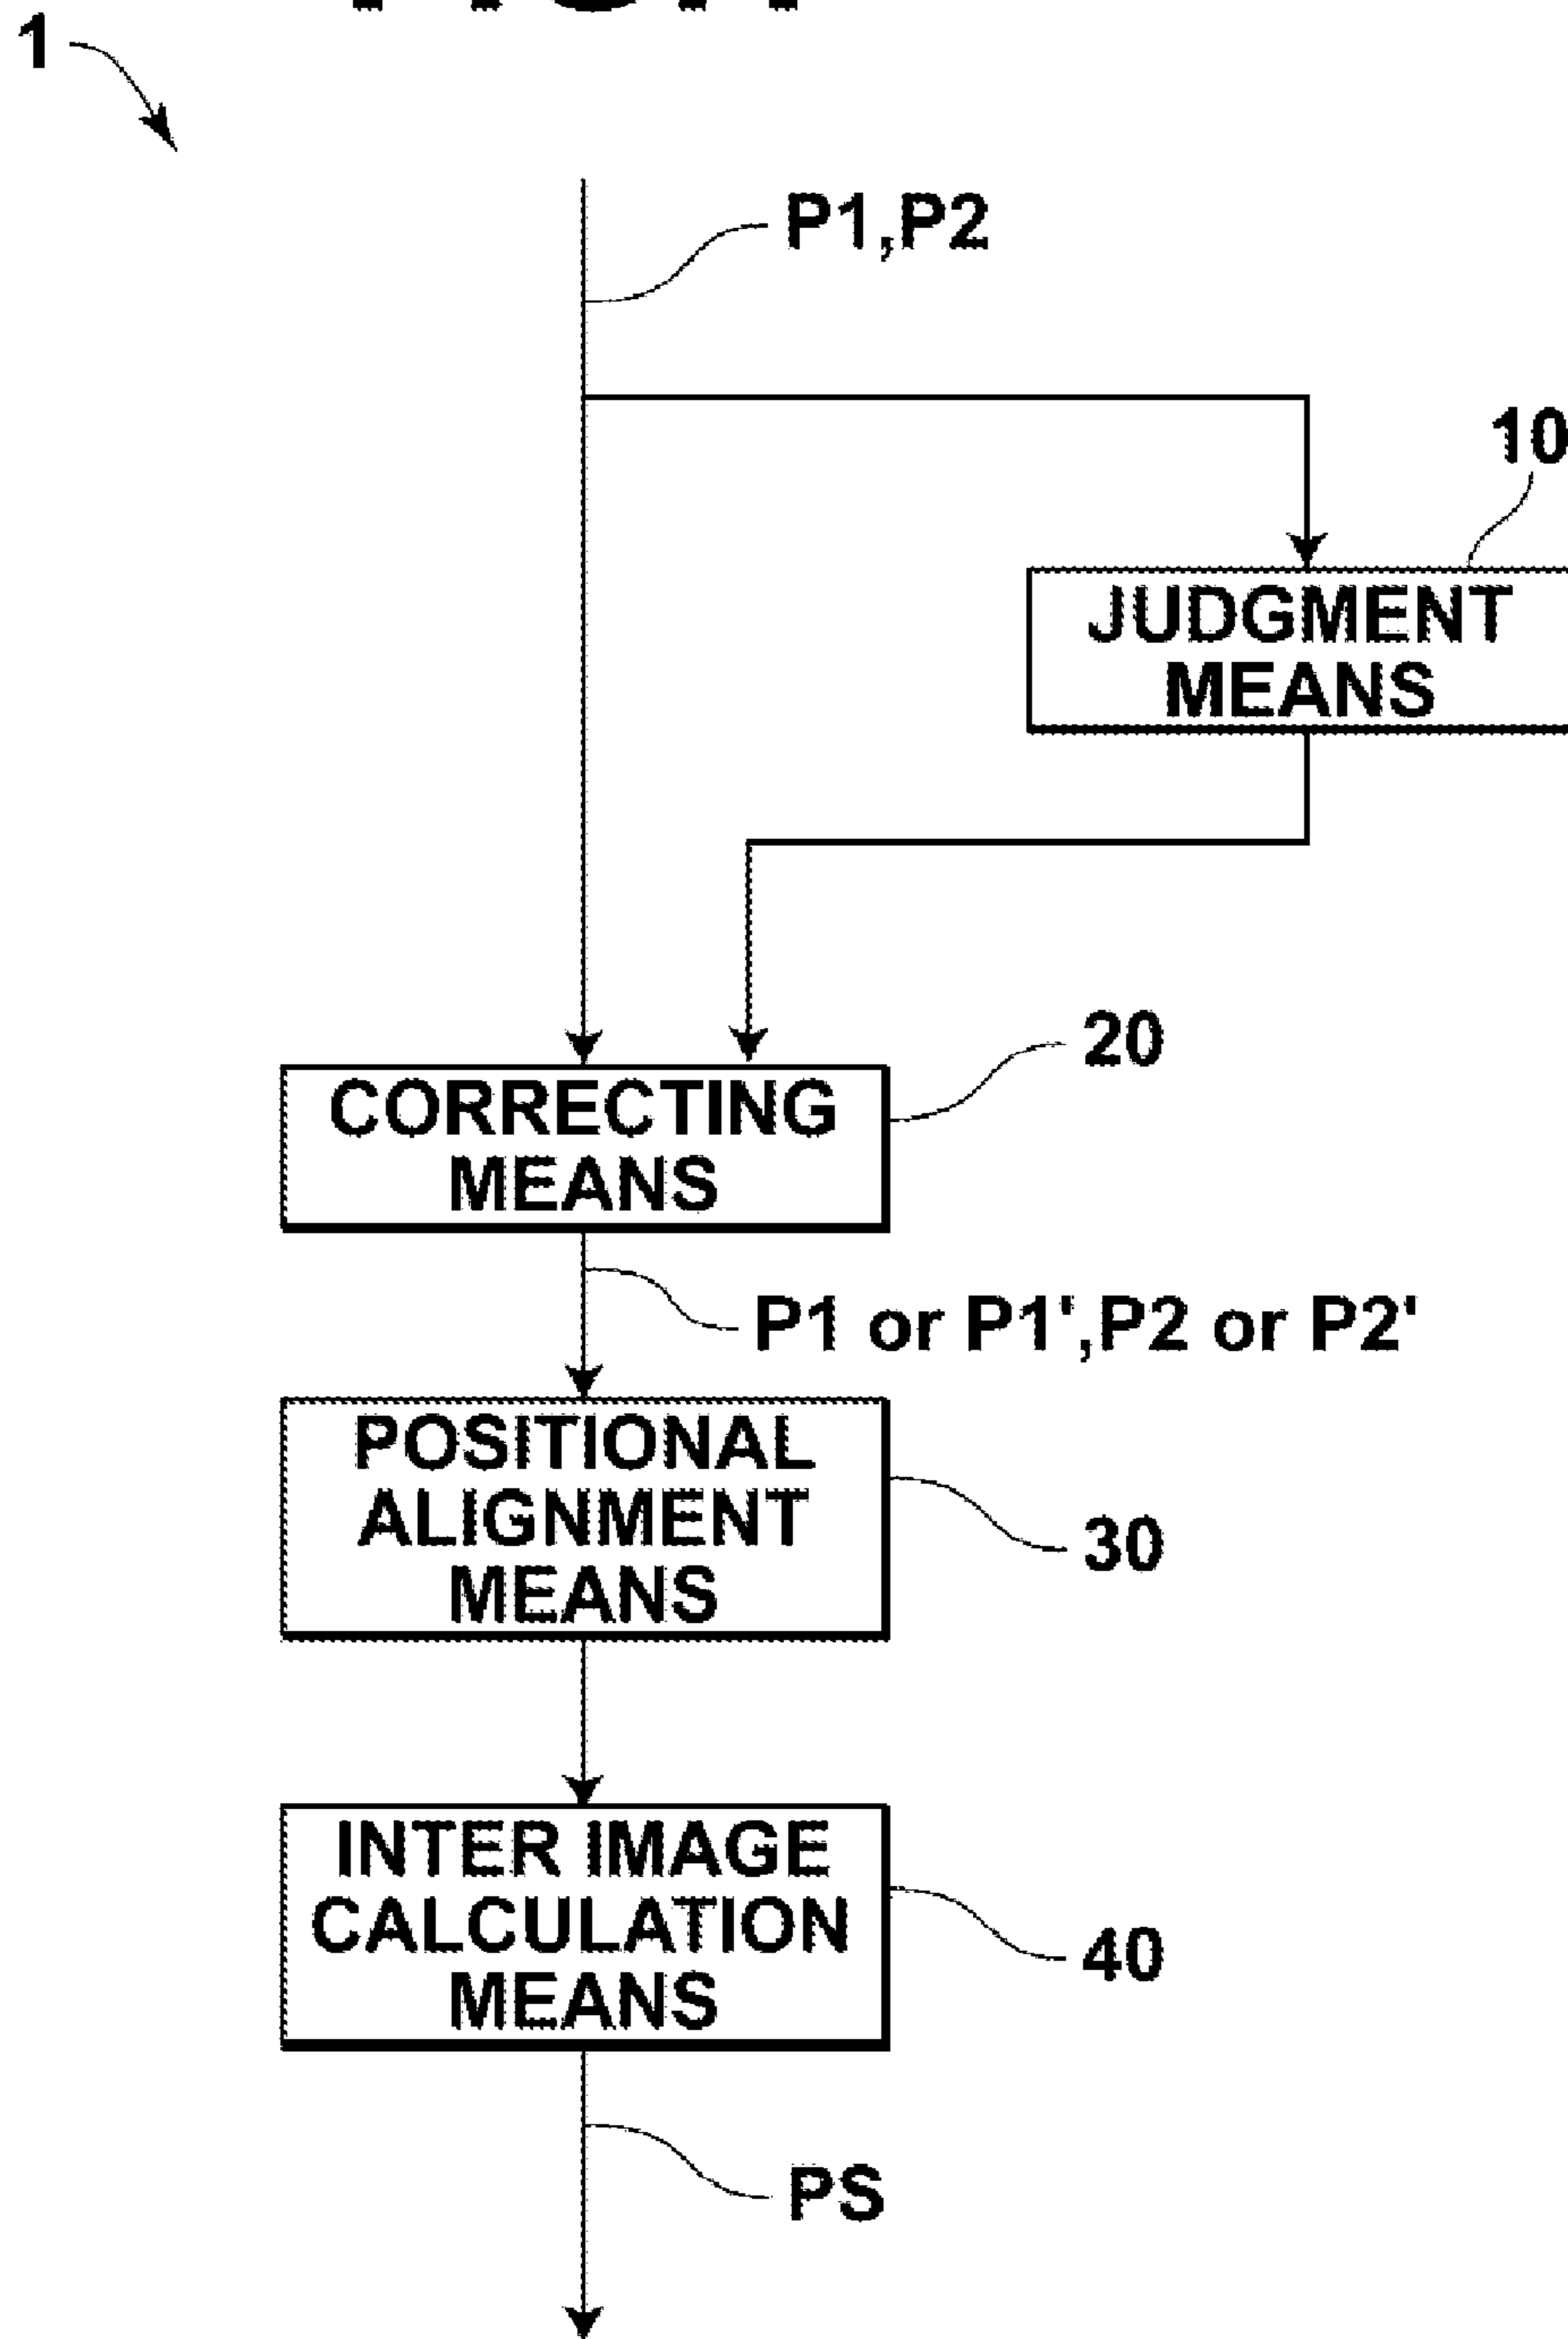 1
P1,P2
10
JUDGMENT
MEANS
20
CORRECTING
MEANS
P1 or P1',P2 or P2'
POSITIONAL
ALIGNMENT
MEANS
30
INTER IMAGE
CALCULATION
MEANS
40
PS